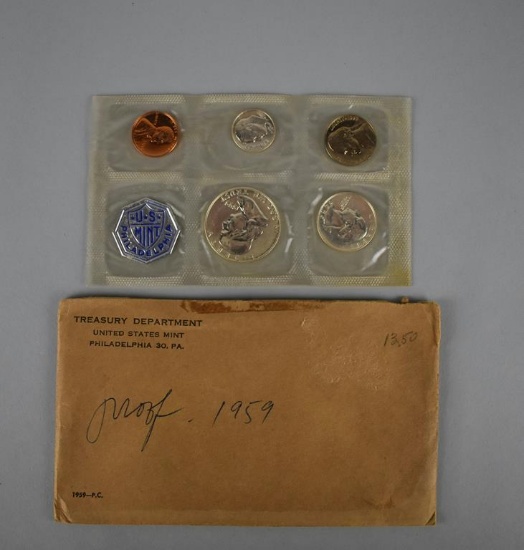 U·S
MINT
PHILADELPHIA
TREASURY DEPARTMENT
UNITED STATES MINT
PHILADELPHIA 30, PA.
13.50
proof. 1959
1959—P.C.